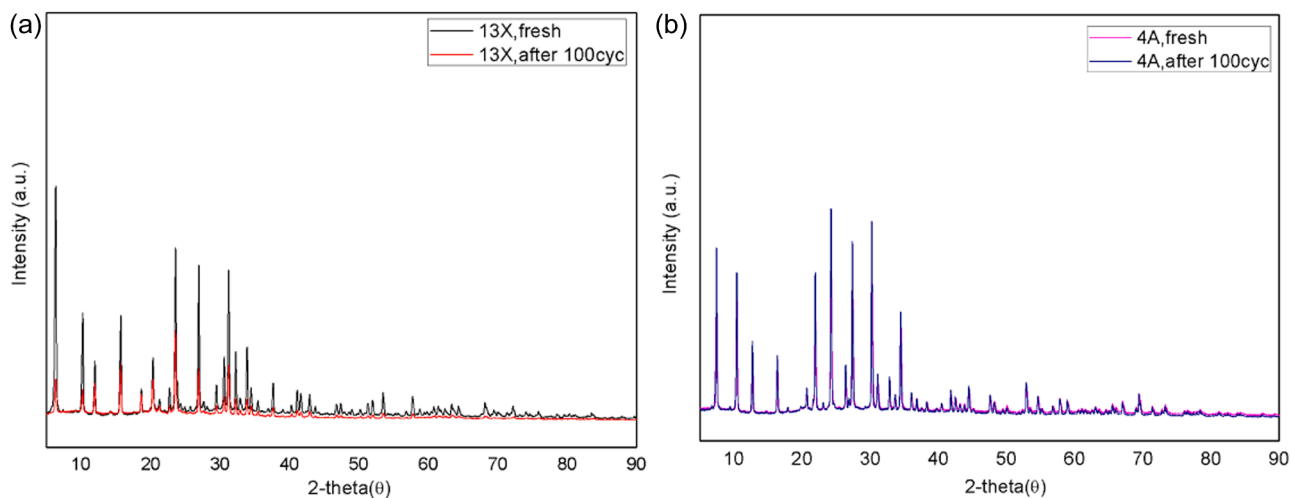 (a)
13X,fresh
13X,after 100cyc
Intensity (a.u.)
10 20 30 40 50 60 70 80 90
2-theta(θ)
(b)
4A,fresh
4A,after 100cyc
Intensity (a.u.)
10 20 30 40 50 60 70 80 90
2-theta(θ)